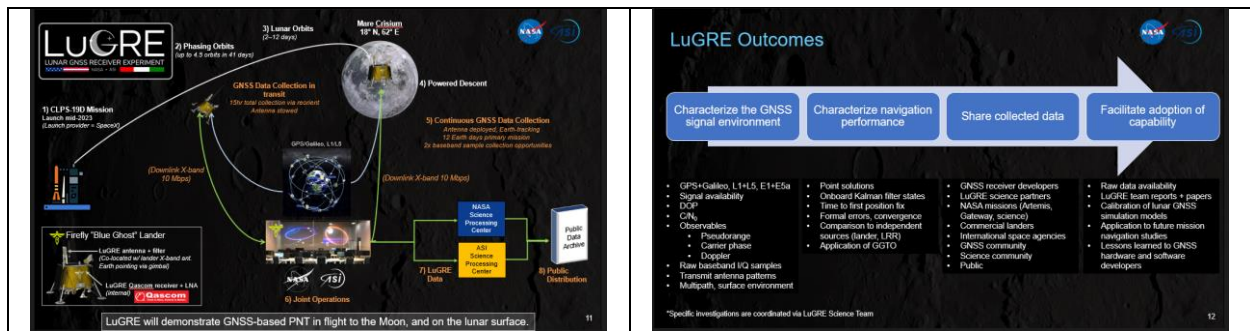 LuGRE
LUNAR GNSS RECEIVER EXPERIMENT
NASA • ASI
1) CLPS-19D Mission
Launch mid-2023
(Launch provider = SpaceX)
2) Phasing Orbits
(up to 4.5 orbits in 41 days)
3) Lunar Orbits
(2–12 days)
Mare Crisium
18° N, 62° E
NASA
ASI
4) Powered Descent
GNSS Data Collection in
transit
15hr total collection via reorient
Antenna stowed
5) Continuous GNSS Data Collection
Antenna deployed, Earth-tracking
12 Earth days primary mission
2x baseband sample collection opportunities
GPS/Galileo, L1/L5
(Downlink X-band
10 Mbps)
(Downlink X-band 10 Mbps)
NASA
Science
Processing
Center
ASI
Science
Processing
Center
Public
Data
Archive
7) LuGRE
Data
8) Public
Distribution
NASA
ASI
6) Joint Operations
Firefly "Blue Ghost" Lander
LuGRE antenna + filter
(Co-located w/ lander X-band ant.
Earth pointing via gimbal)
LuGRE Qascom receiver + LNA
(internal)
Qascom
LuGRE will demonstrate GNSS-based PNT in flight to the Moon, and on the lunar surface.
11
LuGRE Outcomes
NASA
ASI
Characterize the GNSS
signal environment
Characterize navigation
performance
Share collected data
Facilitate adoption of
capability
• GPS+Galileo, L1+L5, E1+E5a
• Signal availability
• DOP
• C/N0
• Observables
• Pseudorange
• Carrier phase
• Doppler
• Raw baseband I/Q samples
• Transmit antenna patterns
• Multipath, surface environment
• Point solutions
• Onboard Kalman filter states
• Time to first position fix
• Formal errors, convergence
• Comparison to independent
sources (lander, LRR)
• Application of GGTO
• GNSS receiver developers
• LuGRE science partners
• NASA missions (Artemis,
Gateway, science)
• Commercial landers
• International space agencies
• GNSS community
• Science community
• Public
• Raw data availability
• LuGRE team reports + papers
• Calibration of lunar GNSS
simulation models
• Application to future mission
navigation studies
• Lessons learned to GNSS
hardware and software
developers
*Specific investigations are coordinated via LuGRE Science Team
12